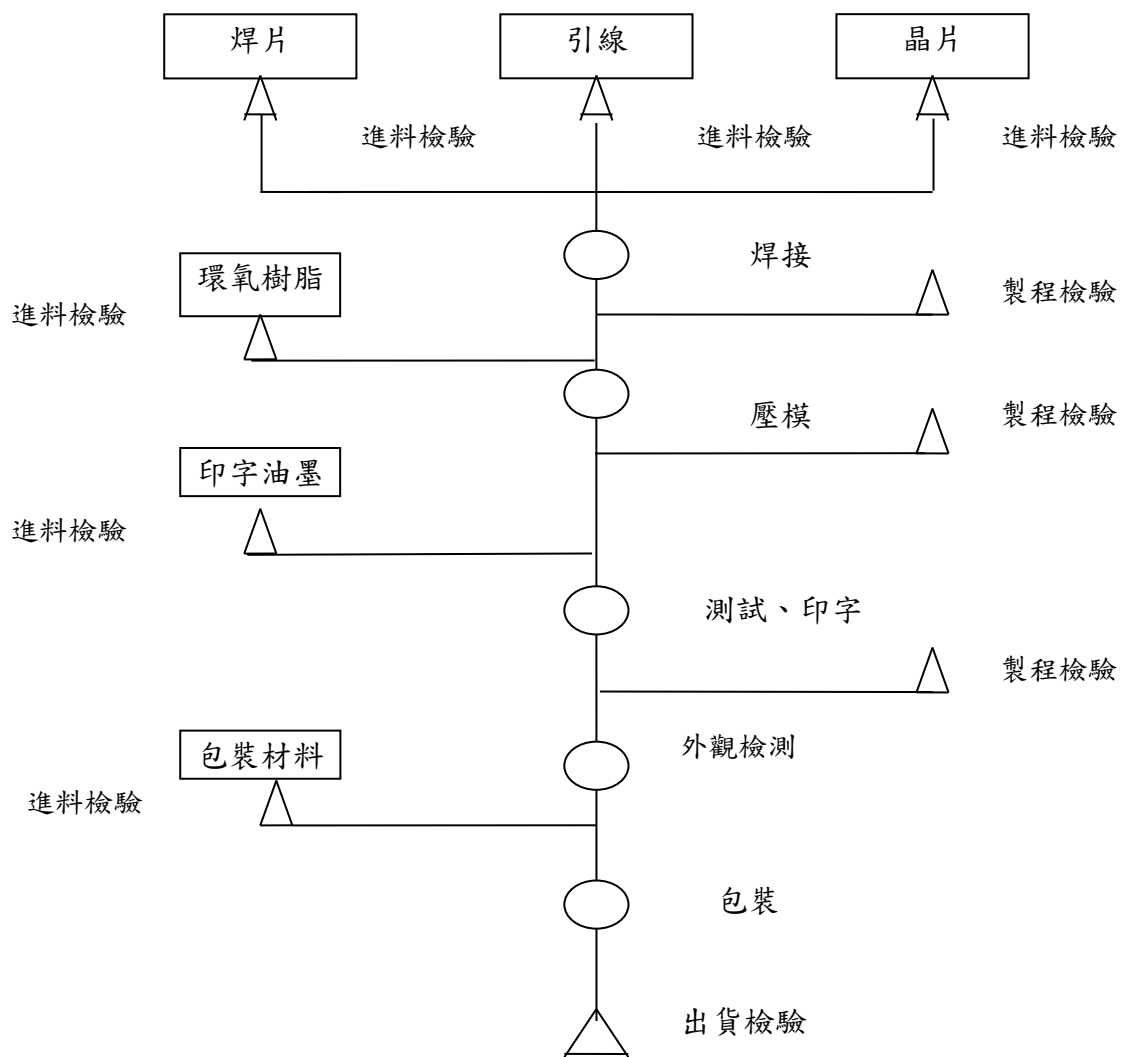 焊片
引線
晶片
進料檢驗
進料檢驗
進料檢驗
焊接
環氧樹脂
製程檢驗
進料檢驗
壓模
製程檢驗
印字油墨
進料檢驗
測試、印字
製程檢驗
外觀檢測
包裝材料
進料檢驗
包裝
出貨檢驗